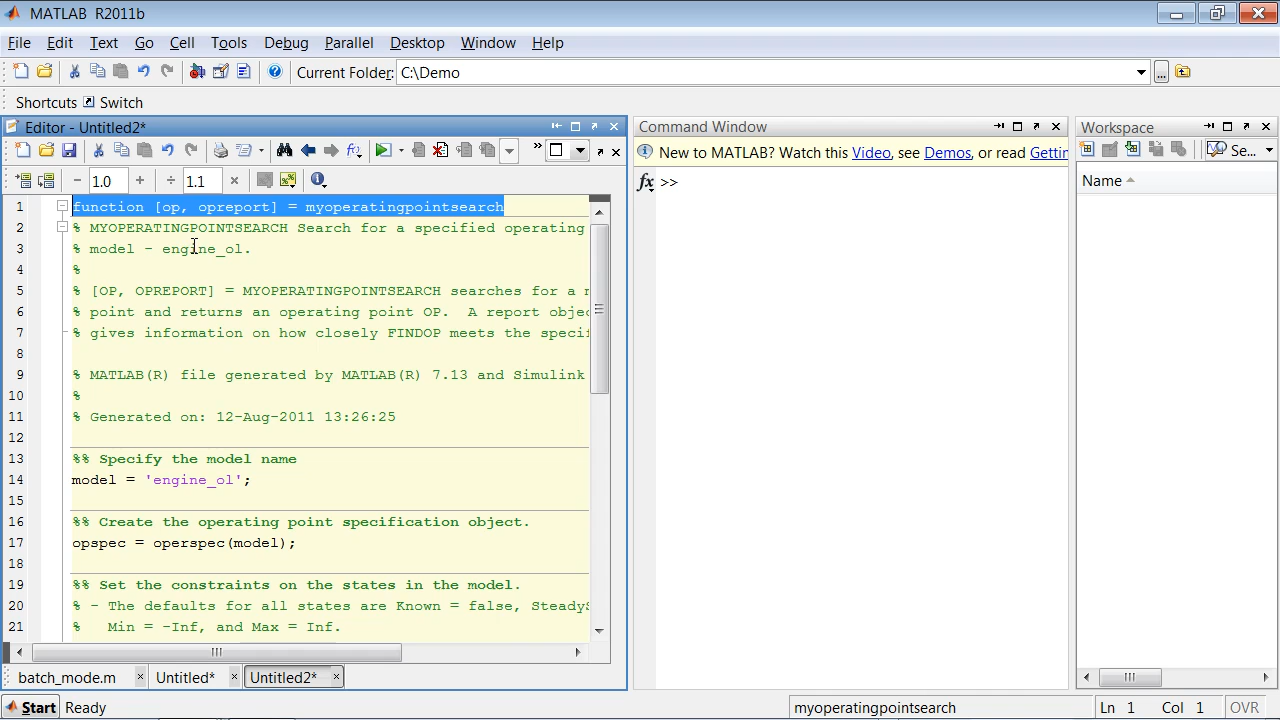 MATLAB R2011b
File Edit Text Go Cell Tools Debug Parallel Desktop Window Help
Current Folder: C:\Demo ...
Shortcuts Switch
Editor - Untitled2*
Command Window
Workspace
New to MATLAB? Watch this Video, see Demos, or read Gettin
Se...
1.0 1.1
fx >>
Name
1 function [op, opreport] = myoperatingpointsearch
2 % MYOPERATINGPOINTSEARCH Search for a specified operating
3 % model - engine_ol.
4 %
5 % [OP, OPREPORT] = MYOPERATINGPOINTSEARCH searches for a
6 % point and returns an operating point OP.  A report obje
7 % gives information on how closely FINDOP meets the specif
8
9 % MATLAB(R) file generated by MATLAB(R) 7.13 and Simulink
10 %
11 % Generated on: 12-Aug-2011 13:26:25
12
13 %% Specify the model name
14 model = 'engine_ol';
15
16 %% Create the operating point specification object.
17 opspec = operspec(model);
18
19 %% Set the constraints on the states in the model.
20 % - The defaults for all states are Known = false, SteadyS
21 %   Min = -Inf, and Max = Inf.
batch_mode.m Untitled* Untitled2*
Start Ready myoperatingpointsearch Ln 1 Col 1 OVR